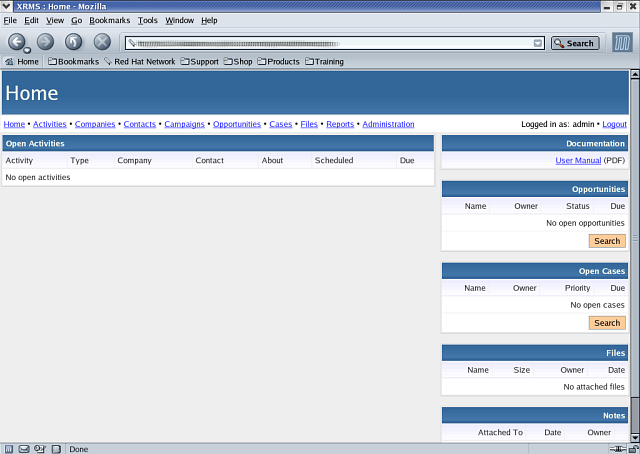 XRMS : Home - Mozilla
File Edit View Go Bookmarks Tools Window Help
Search
Home Bookmarks Red Hat Network Support Shop Products Training
Home
Home • Activities • Companies • Contacts • Campaigns • Opportunities • Cases • Files • Reports • Administration
Logged in as: admin • Logout
Open Activities
Activity Type Company Contact About Scheduled Due
No open activities
Documentation
User Manual (PDF)
Opportunities
Name Owner Status Due
No open opportunities
Search
Open Cases
Name Owner Priority Due
No open cases
Search
Files
Name Size Owner Date
No attached files
Notes
Attached To Date Owner
Done